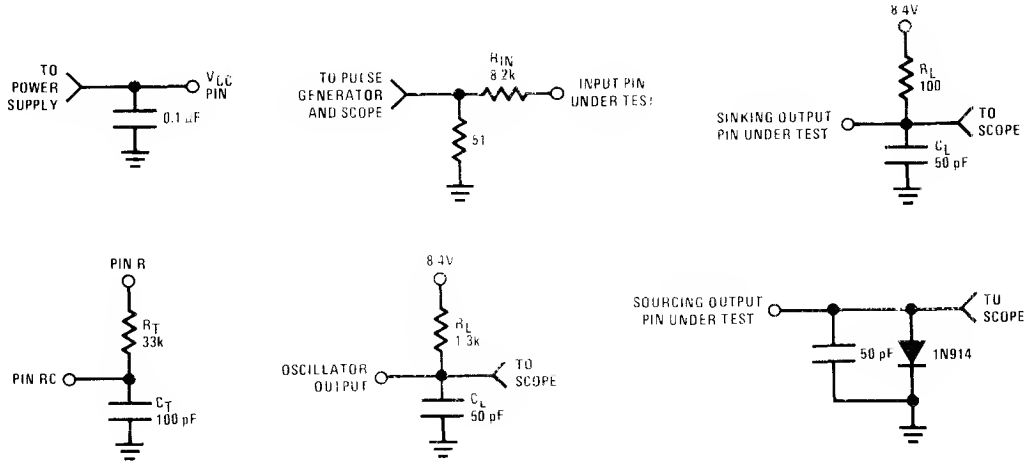 TO
POWER
SUPPLY
VCC
PIN
0.1 µF
TO PULSE
GENERATOR
AND SCOPE
RIN
8.2k
INPUT PIN
UNDER TEST
51
8.4V
RL
100
SINKING OUTPUT
PIN UNDER TEST
TO
SCOPE
CL
50 pF
PIN R
RT
33k
PIN RC
CT
100 pF
8.4V
RL
1.3k
OSCILLATOR
OUTPUT
TO
SCOPE
CL
50 pF
SOURCING OUTPUT
PIN UNDER TEST
TO
SCOPE
50 pF
1N914